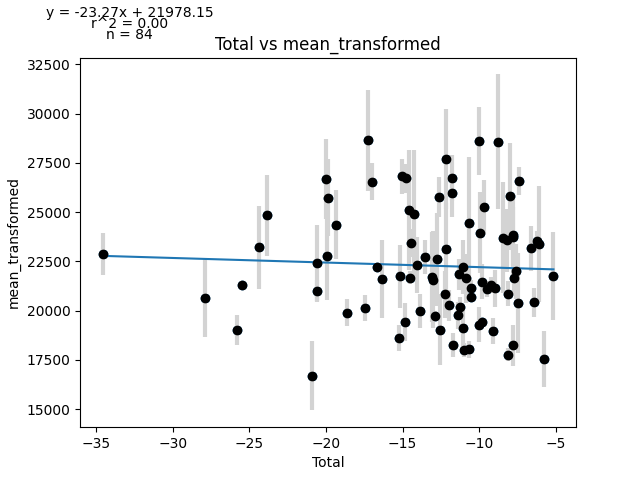 y = -23.27x + 21978.15
r^2 = 0.00
n = 84
Total vs mean_transformed
32500
30000
27500
25000
22500
20000
17500
15000
mean_transformed
−35
−30
−25
−20
−15
−10
−5
Total